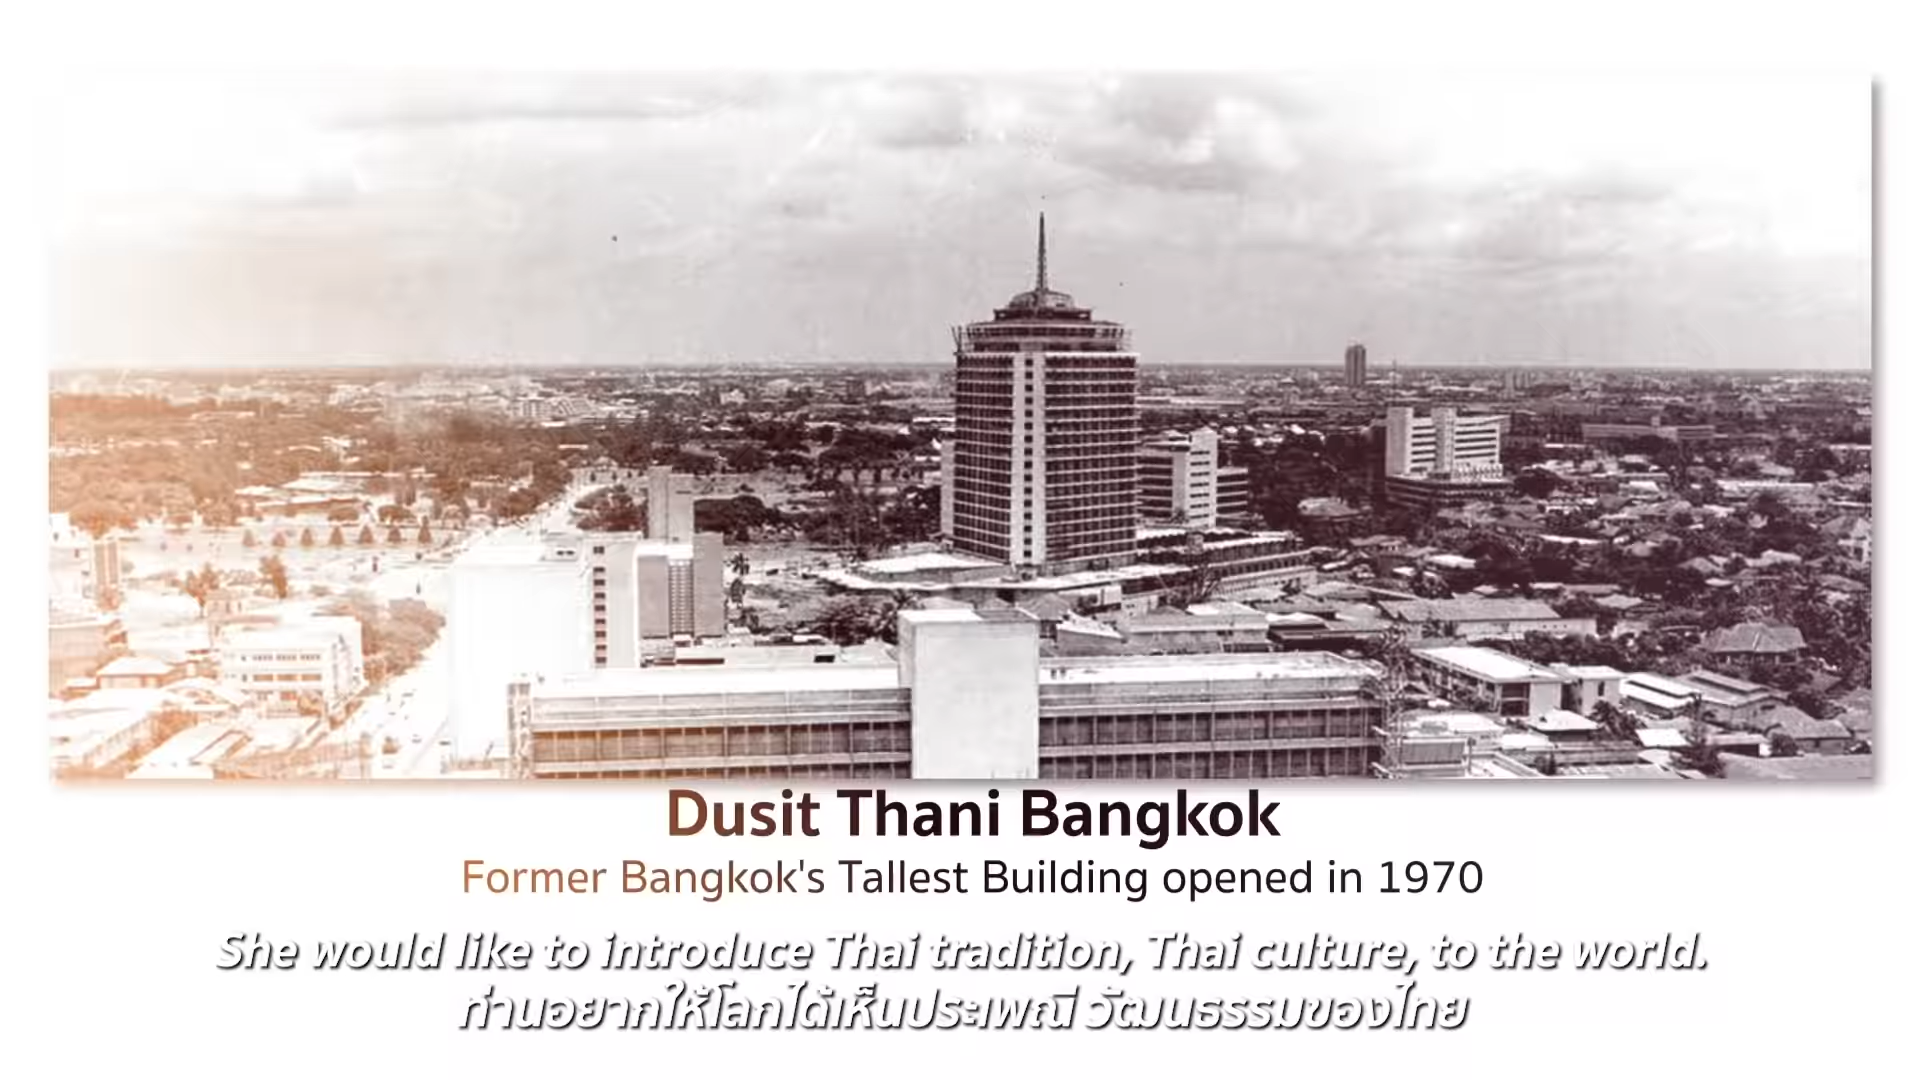 Dusit Thani Bangkok
Former Bangkok's Tallest Building opened in 1970
She would like to introduce Thai tradition, Thai culture, to the world.
ท่านอยากให้โลกได้เห็นประเพณี วัฒนธรรมของไทย